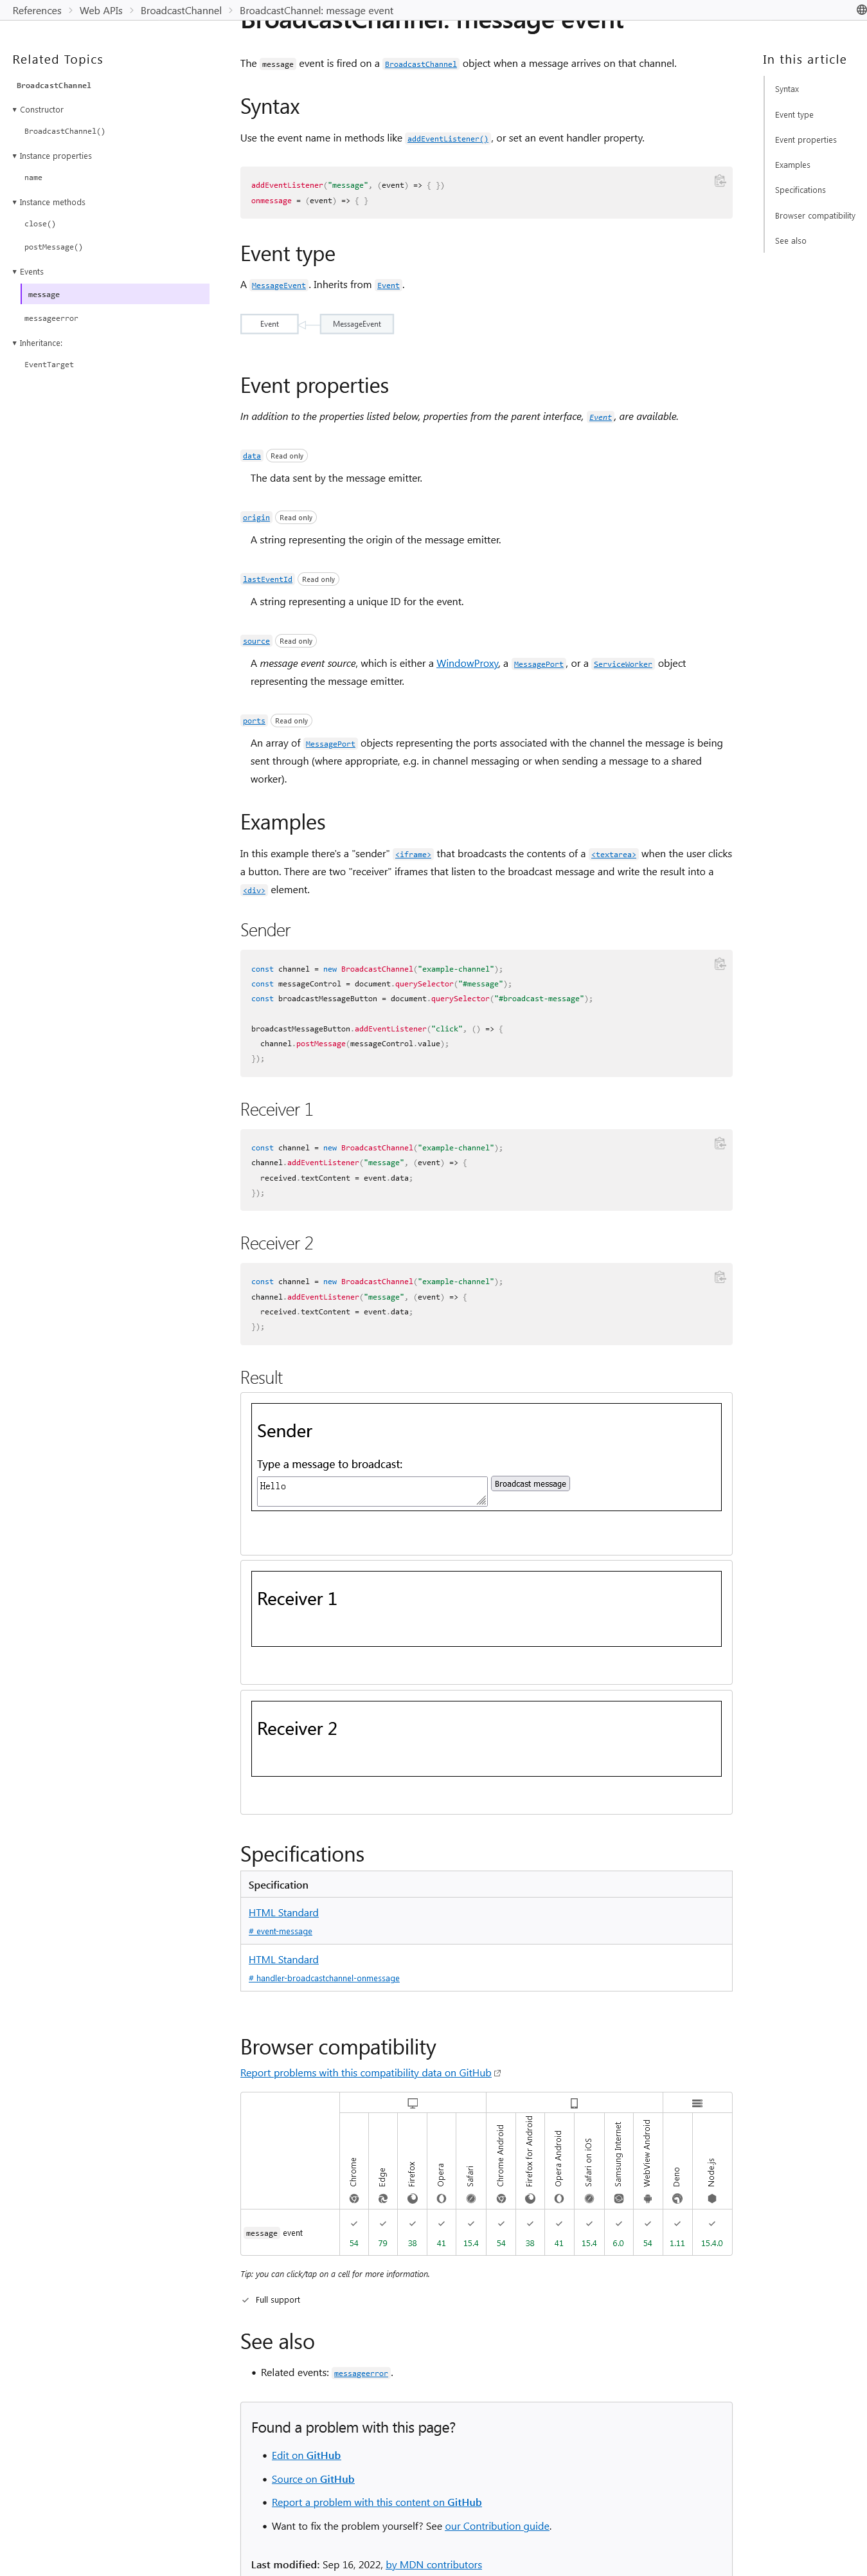 References
Web APIs
BroadcastChannel
BroadcastChannel: message event
BroadcastChannel: message event
Related Topics
BroadcastChannel
Constructor
BroadcastChannel()
Instance properties
name
Instance methods
close()
postMessage()
Events
message
messageerror
Inheritance:
EventTarget
The message event is fired on a BroadcastChannel object when a message arrives on that channel.
Syntax
Use the event name in methods like addEventListener(), or set an event handler property.
addEventListener("message", (event) => { })
onmessage = (event) => { }
Event type
A MessageEvent. Inherits from Event.
Event
MessageEvent
Event properties
In addition to the properties listed below, properties from the parent interface, Event, are available.
data Read only
The data sent by the message emitter.
origin Read only
A string representing the origin of the message emitter.
lastEventId Read only
A string representing a unique ID for the event.
source Read only
A message event source, which is either a WindowProxy, a MessagePort, or a ServiceWorker object
representing the message emitter.
ports Read only
An array of MessagePort objects representing the ports associated with the channel the message is being
sent through (where appropriate, e.g. in channel messaging or when sending a message to a shared
worker).
Examples
In this example there's a "sender" <iframe> that broadcasts the contents of a <textarea> when the user clicks
a button. There are two "receiver" iframes that listen to the broadcast message and write the result into a
<div> element.
Sender
const channel = new BroadcastChannel("example-channel");
const messageControl = document.querySelector("#message");
const broadcastMessageButton = document.querySelector("#broadcast-message");
broadcastMessageButton.addEventListener("click", () => {
channel.postMessage(messageControl.value);
});
Receiver 1
const channel = new BroadcastChannel("example-channel");
channel.addEventListener("message", (event) => {
received.textContent = event.data;
});
Receiver 2
const channel = new BroadcastChannel("example-channel");
channel.addEventListener("message", (event) => {
received.textContent = event.data;
});
Result
Sender
Type a message to broadcast:
Hello
Broadcast message
Receiver 1
Receiver 2
Specifications
Specification
HTML Standard
# event-message
HTML Standard
# handler-broadcastchannel-onmessage
Browser compatibility
Report problems with this compatibility data on GitHub
Chrome
Edge
Firefox
Opera
Safari
Chrome Android
Firefox for Android
Opera Android
Safari on iOS
Samsung Internet
WebView Android
Deno
Node.js
message event
54
79
38
41
15.4
54
38
41
15.4
6.0
54
1.11
15.4.0
Tip: you can click/tap on a cell for more information.
Full support
See also
Related events: messageerror.
Found a problem with this page?
Edit on GitHub
Source on GitHub
Report a problem with this content on GitHub
Want to fix the problem yourself? See our Contribution guide.
Last modified: Sep 16, 2022, by MDN contributors
In this article
Syntax
Event type
Event properties
Examples
Specifications
Browser compatibility
See also